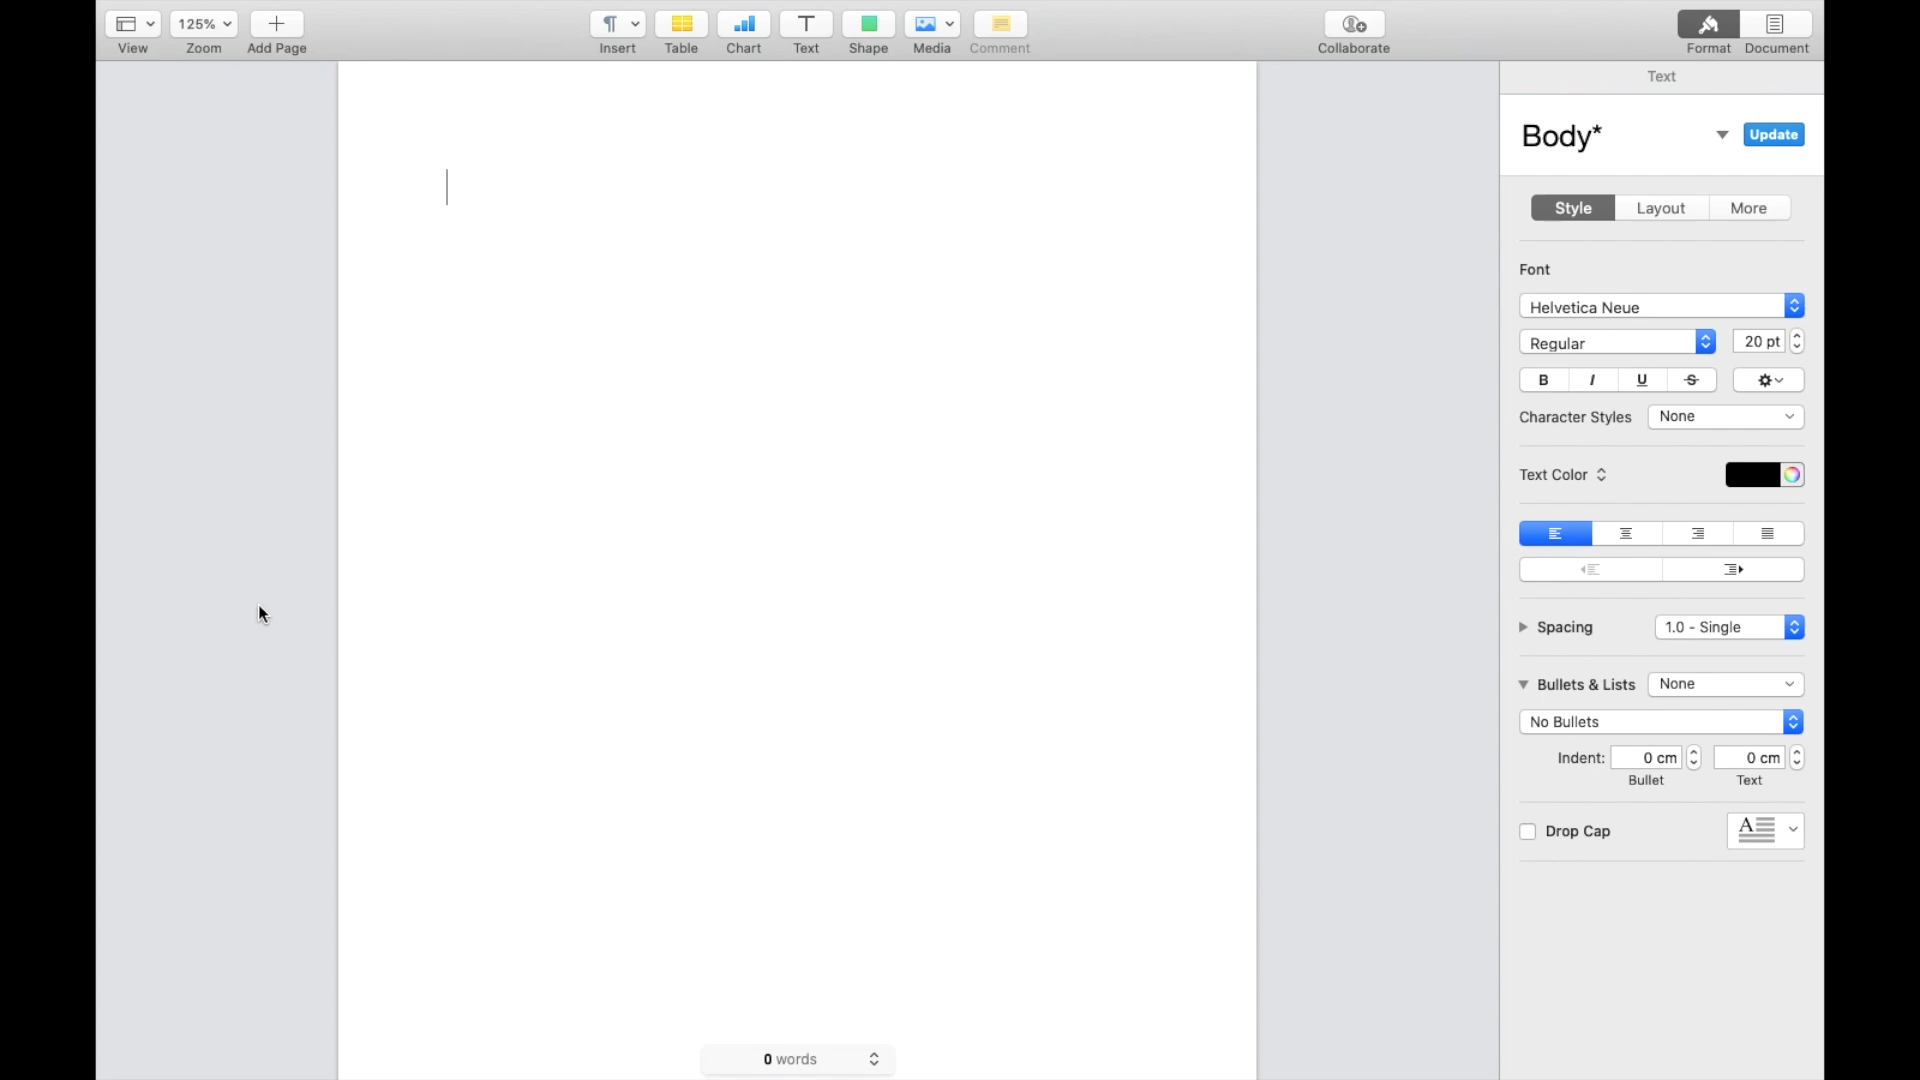 125%
View Zoom Add Page
Insert Table Chart Text Shape Media Comment
Collaborate
Format Document
Text
Body* Update
Style Layout More
Font
Helvetica Neue
Regular 20 pt
B I U S
Character Styles None
Text Color
Spacing 1.0 - Single
Bullets & Lists None
No Bullets
Indent: 0 cm 0 cm
Bullet Text
Drop Cap A
0 words